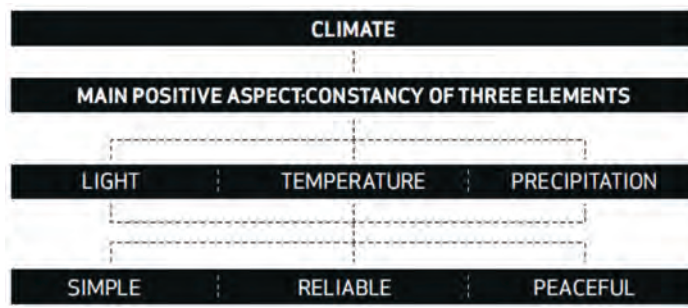 CLIMATE
MAIN POSITIVE ASPECT:CONSTANCY OF THREE ELEMENTS
LIGHT TEMPERATURE PRECIPITATION
SIMPLE RELIABLE PEACEFUL